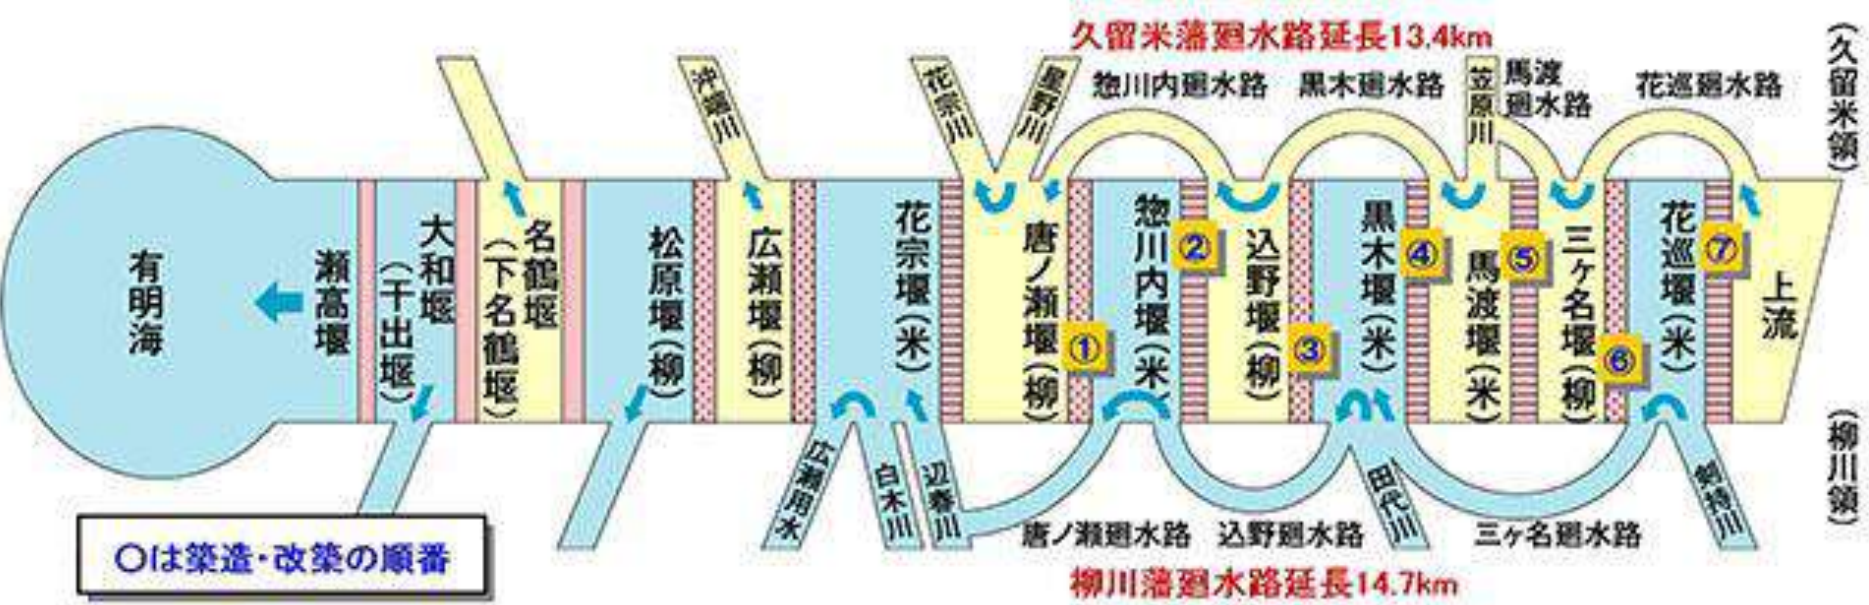 久留米藩廻水路延長13.4km
(久留米領)
惣川内廻水路
黒木廻水路
馬渡
廻水路
花巡廻水路
沖端川
花宗川
星野川
笠原川
有明海
瀬高堰
大和堰
(干出堰)
名鶴堰
(下名鶴堰)
松原堰(柳)
広瀬堰(柳)
花宗堰(米)
唐ノ瀬堰(柳)
①
惣川内堰(米)
②
込野堰(柳)
③
黒木堰(米)
④
馬渡堰(米)
⑤
三ヶ名堰(柳)
⑥
花巡堰(米)
⑦
上流
(柳川領)
広瀬用水
白木川
辺春川
田代川
剣持川
唐ノ瀬廻水路
込野廻水路
三ヶ名廻水路
柳川藩廻水路延長14.7km
〇は築造・改築の順番